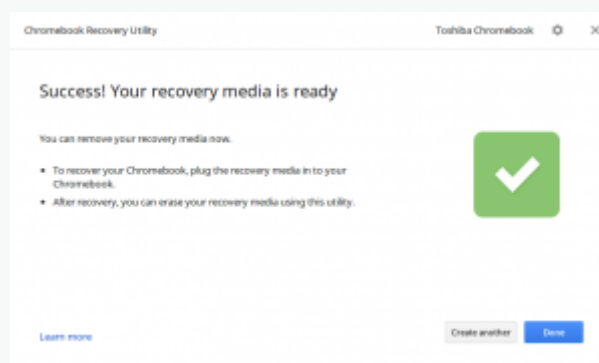 Chromebook Recovery Utility
Toshiba Chromebook
Success! Your recovery media is ready
You can remove your recovery media now.
To recover your Chromebook, plug the recovery media in to your
Chromebook.
After recovery, you can erase your recovery media using this utility.
Learn more
Create another
Done